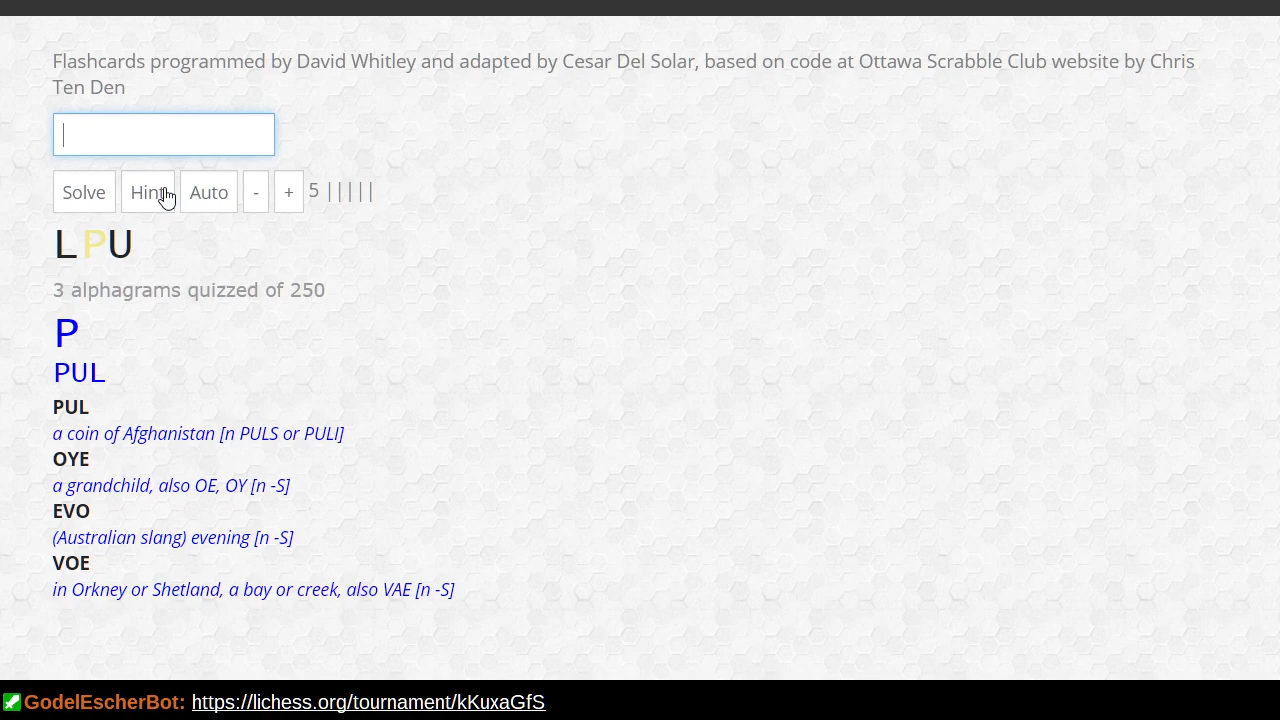 Flashcards programmed by David Whitley and adapted by Cesar Del Solar, based on code at Ottawa Scrabble Club website by Chris
Ten Den
Solve Hint Auto - + 5 |||||
LPU
3 alphagrams quizzed of 250
P
PUL
PUL
a coin of Afghanistan [n PULS or PULI]
OYE
a grandchild, also OE, OY [n -S]
EVO
(Australian slang) evening [n -S]
VOE
in Orkney or Shetland, a bay or creek, also VAE [n -S]
GodelEscherBot: https://lichess.org/tournament/kKuxaGfS